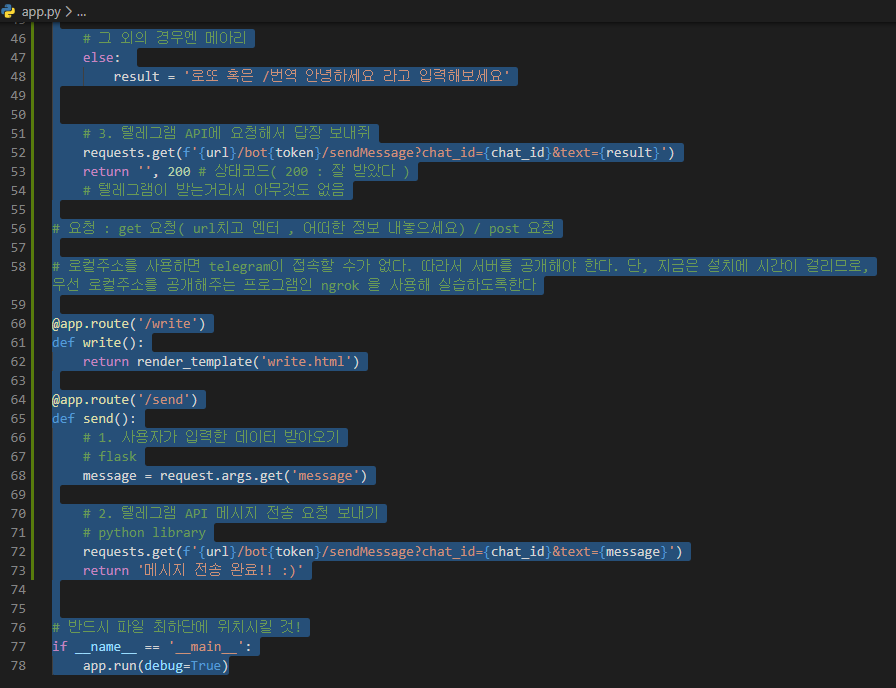 app.py > ...
46 # 그 외의 경우엔 메아리
47 else:
48 result = '로또 혹은 /번역 안녕하세요 라고 입력해보세요'
49
50
51 # 3. 텔레그램 API에 요청해서 답장 보내줘
52 requests.get(f'{url}/bot{token}/sendMessage?chat_id={chat_id}&text={result}')
53 return '', 200 # 상태코드( 200 : 잘 받았다 )
54 # 텔레그램이 받는거라서 아무것도 없음
55
56 # 요청 : get 요청( url치고 엔터 , 어떠한 정보 내놓으세요) / post 요청
57
58 # 로컬주소를 사용하면 telegram이 접속할 수가 없다. 따라서 서버를 공개해야 한다. 단, 지금은 설치에 시간이 걸리므로,
우선 로컬주소를 공개해주는 프로그램인 ngrok 을 사용해 실습하도록한다
59
60 @app.route('/write')
61 def write():
62 return render_template('write.html')
63
64 @app.route('/send')
65 def send():
66 # 1. 사용자가 입력한 데이터 받아오기
67 # flask
68 message = request.args.get('message')
69
70 # 2. 텔레그램 API 메시지 전송 요청 보내기
71 # python library
72 requests.get(f'{url}/bot{token}/sendMessage?chat_id={chat_id}&text={message}')
73 return '메시지 전송 완료!! :)'
74
75
76 # 반드시 파일 최하단에 위치시킬 것!
77 if __name__ == '__main__':
78 app.run(debug=True)